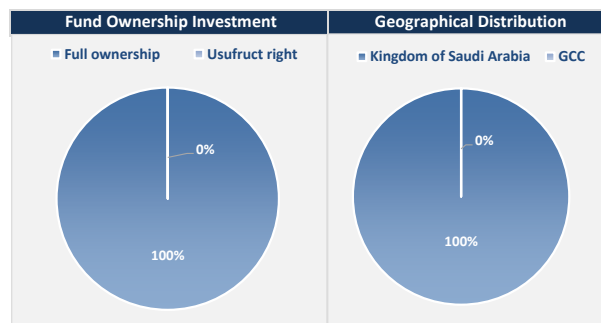 Fund Ownership Investment
Full ownership Usufruct right
0%
100%
Geographical Distribution
Kingdom of Saudi Arabia GCC
0%
100%